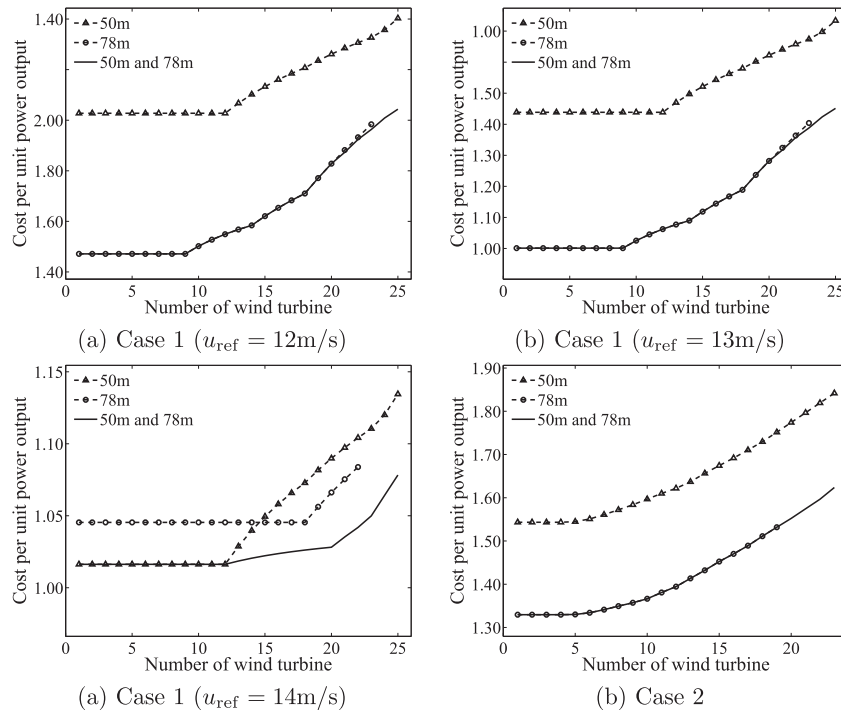 1.40
2.00
1.80
1.60
1.40
Cost per unit power output
50m
78m
50m and 78m
0 5 10 15 20 25
Number of wind turbine
(a) Case 1 (uref = 12m/s)
1.00
1.50
1.40
1.30
1.20
1.10
1.00
Cost per unit power output
50m
78m
50m and 78m
0 5 10 15 20 25
Number of wind turbine
(b) Case 1 (uref = 13m/s)
1.15
1.10
1.05
1.00
Cost per unit power output
50m
78m
50m and 78m
0 5 10 15 20 25
Number of wind turbine
(a) Case 1 (uref = 14m/s)
1.90
1.80
1.70
1.60
1.50
1.40
1.30
Cost per unit power output
50m
78m
50m and 78m
0 5 10 15 20
Number of wind turbine
(b) Case 2